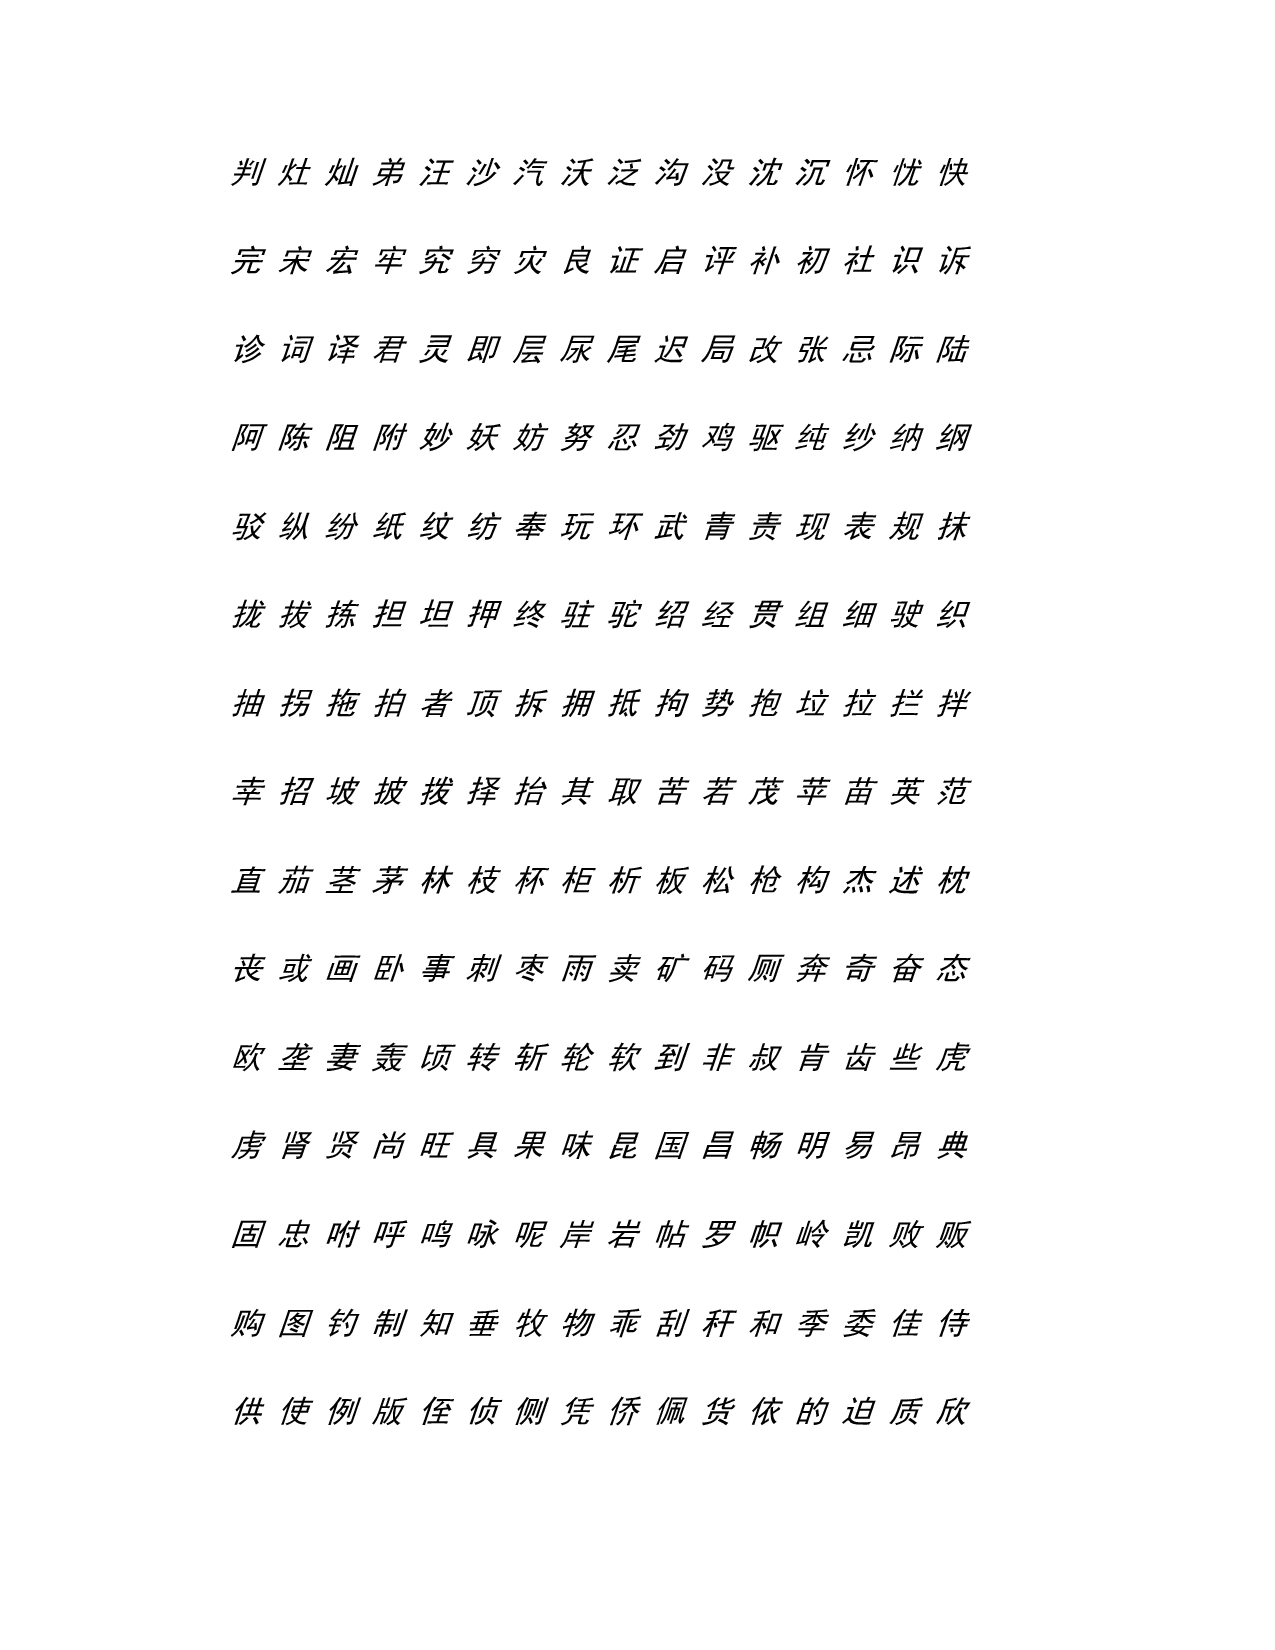 判 灶 灿 弟 汪 沙 汽 沃 泛 沟 没 沈 沉 怀 忧 快
完 宋 宏 牢 究 穷 灾 良 证 启 评 补 初 社 识 诉
诊 词 译 君 灵 即 层 尿 尾 迟 局 改 张 忌 际 陆
阿 陈 阻 附 妙 妖 妨 努 忍 劲 鸡 驱 纯 纱 纳 纲
驳 纵 纷 纸 纹 纺 奉 玩 环 武 青 责 现 表 规 抹
拢 拔 拣 担 坦 押 终 驻 驼 绍 经 贯 组 细 驶 织
抽 拐 拖 拍 者 顶 拆 拥 抵 拘 势 抱 垃 拉 拦 拌
幸 招 坡 披 拨 择 抬 其 取 苦 若 茂 苹 苗 英 范
直 茄 茎 茅 林 枝 杯 柜 析 板 松 枪 构 杰 述 枕
丧 或 画 卧 事 刺 枣 雨 卖 矿 码 厕 奔 奇 奋 态
欧 垄 妻 轰 顷 转 斩 轮 软 到 非 叔 肯 齿 些 虎
虏 肾 贤 尚 旺 具 果 味 昆 国 昌 畅 明 易 昂 典
固 忠 咐 呼 鸣 咏 呢 岸 岩 帖 罗 帜 岭 凯 败 贩
购 图 钓 制 知 垂 牧 物 乖 刮 秆 和 季 委 佳 侍
供 使 例 版 侄 侦 侧 凭 侨 佩 货 依 的 迫 质 欣